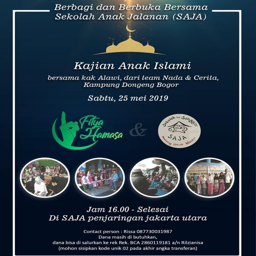 Berbagi dan Berbuka Bersama
Sekolah Anak Jalanan (SAJA)
Kajian Anak Islami
bersama kak Alawi, dari team Nada & Cerita,
Kampung Dongeng Bogor
Sabtu, 25 mei 2019
Fitya
Hamasa
&
SAJA
Jam 16.00 - Selesai
Di SAJA penjaringan jakarta utara
Contact person : Rissa 087730031987
Dana masih di butuhkan,
dana bisa di salurkan ke rek Rek. BCA 2860119181 a/n Rifzianisa
(mohon sisipkan kode unik 02 pada akhir angka transferan)